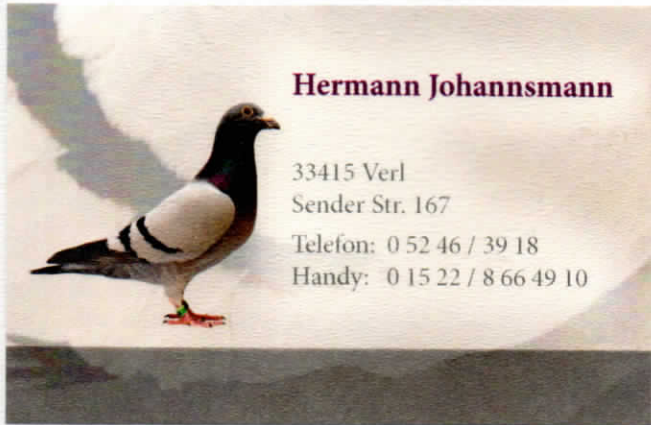 Hermann Johannsmann
33415 Verl
Sender Str. 167
Telefon: 0 52 46 / 39 18
Handy: 0 15 22 / 8 66 49 10